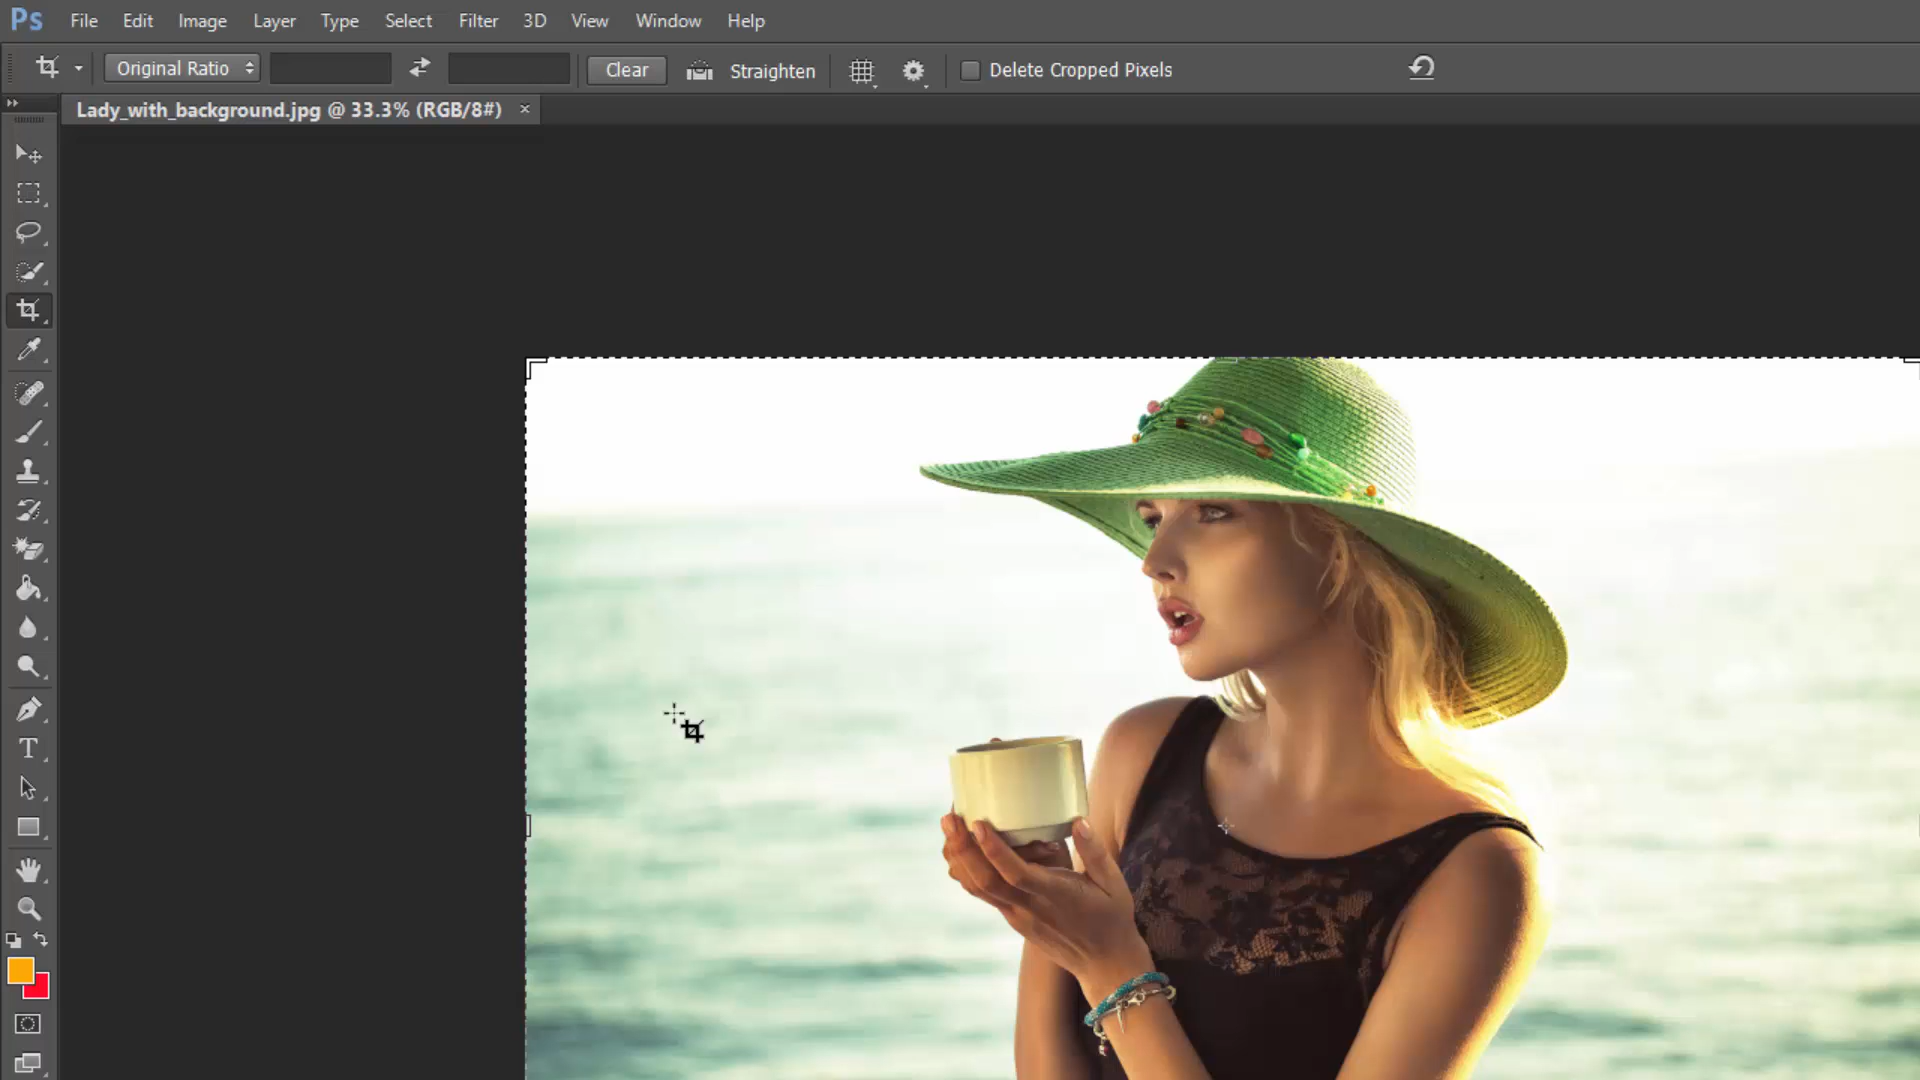 Ps File Edit Image Layer Type Select Filter 3D View Window Help
Original Ratio Clear Straighten Delete Cropped Pixels
Lady_with_background.jpg @ 33.3% (RGB/8#) ×
T